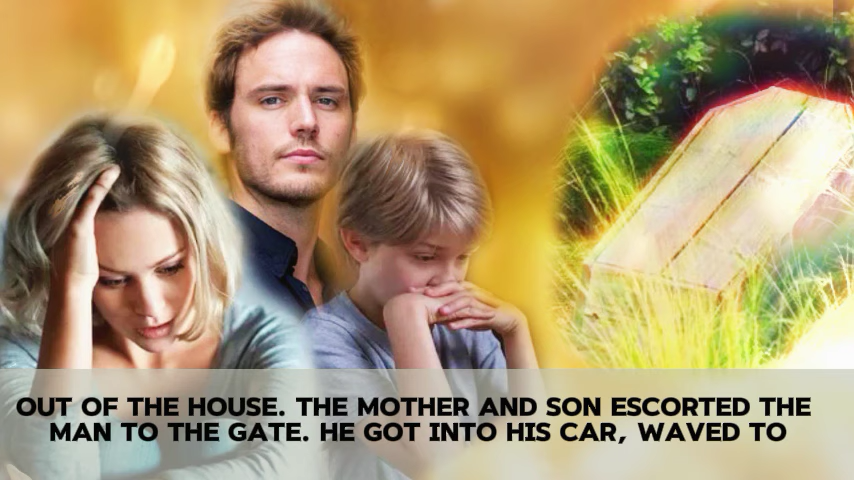 OUT OF THE HOUSE. THE MOTHER AND SON ESCORTED THE
MAN TO THE GATE. HE GOT INTO HIS CAR, WAVED TO